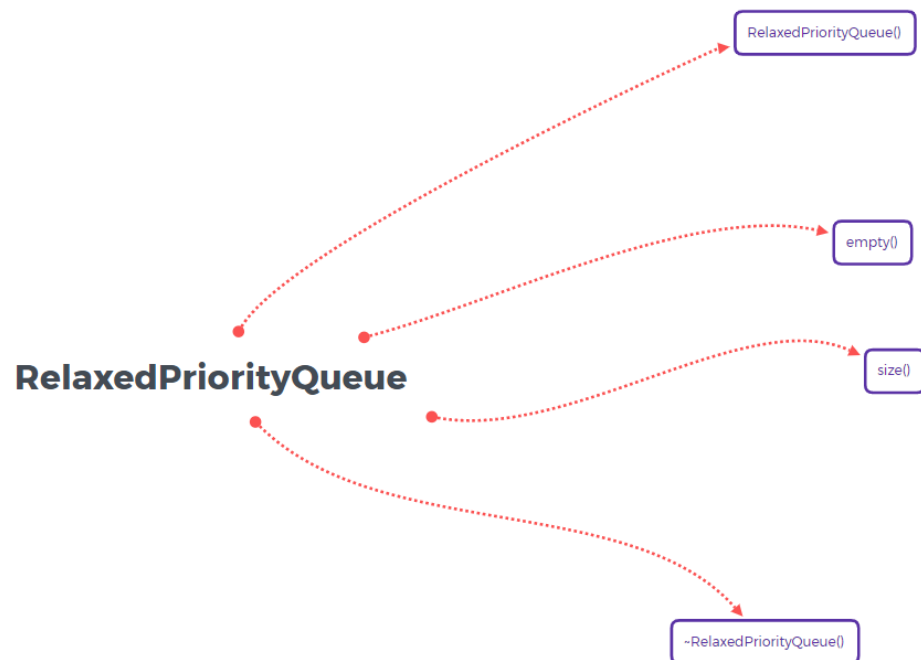 RelaxedPriorityQueue()
empty()
size()
RelaxedPriorityQueue
~RelaxedPriorityQueue()